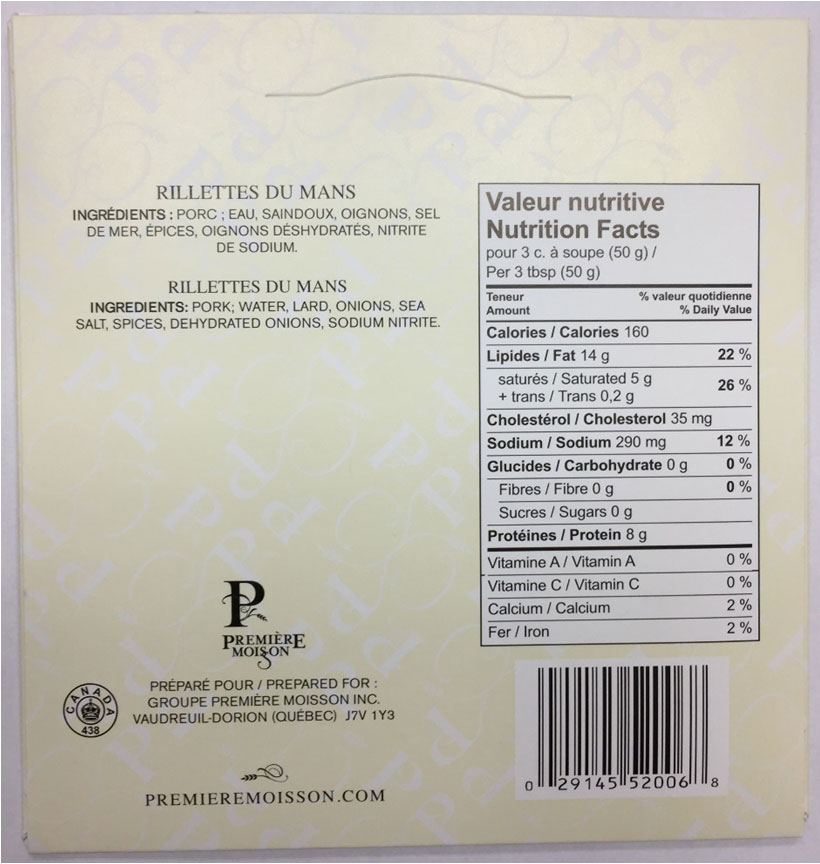 RILLETTES DU MANS
INGRÉDIENTS : PORC ; EAU, SAINDOUX, OIGNONS, SEL
DE MER, ÉPICES, OIGNONS DÉSHYDRATÉS, NITRITE
DE SODIUM.
RILLETTES DU MANS
INGREDIENTS: PORK; WATER, LARD, ONIONS, SEA
SALT, SPICES, DEHYDRATED ONIONS, SODIUM NITRITE.
P
PREMIÈRE
MOISSON
CANADA
438
PRÉPARÉ POUR / PREPARED FOR :
GROUPE PREMIÈRE MOISSON INC.
VAUDREUIL-DORION (QUÉBEC) J7V 1Y3
PREMIEREMOISSON.COM
Valeur nutritive
Nutrition Facts
pour 3 c. à soupe (50 g) /
Per 3 tbsp (50 g)
Teneur % valeur quotidienne
Amount % Daily Value
Calories / Calories 160
Lipides / Fat 14 g 22 %
saturés / Saturated 5 g
+ trans / Trans 0,2 g 26 %
Cholestérol / Cholesterol 35 mg
Sodium / Sodium 290 mg 12 %
Glucides / Carbohydrate 0 g 0 %
Fibres / Fibre 0 g 0 %
Sucres / Sugars 0 g
Protéines / Protein 8 g
Vitamine A / Vitamin A 0 %
Vitamine C / Vitamin C 0 %
Calcium / Calcium 2 %
Fer / Iron 2 %
0 29145 52006 8